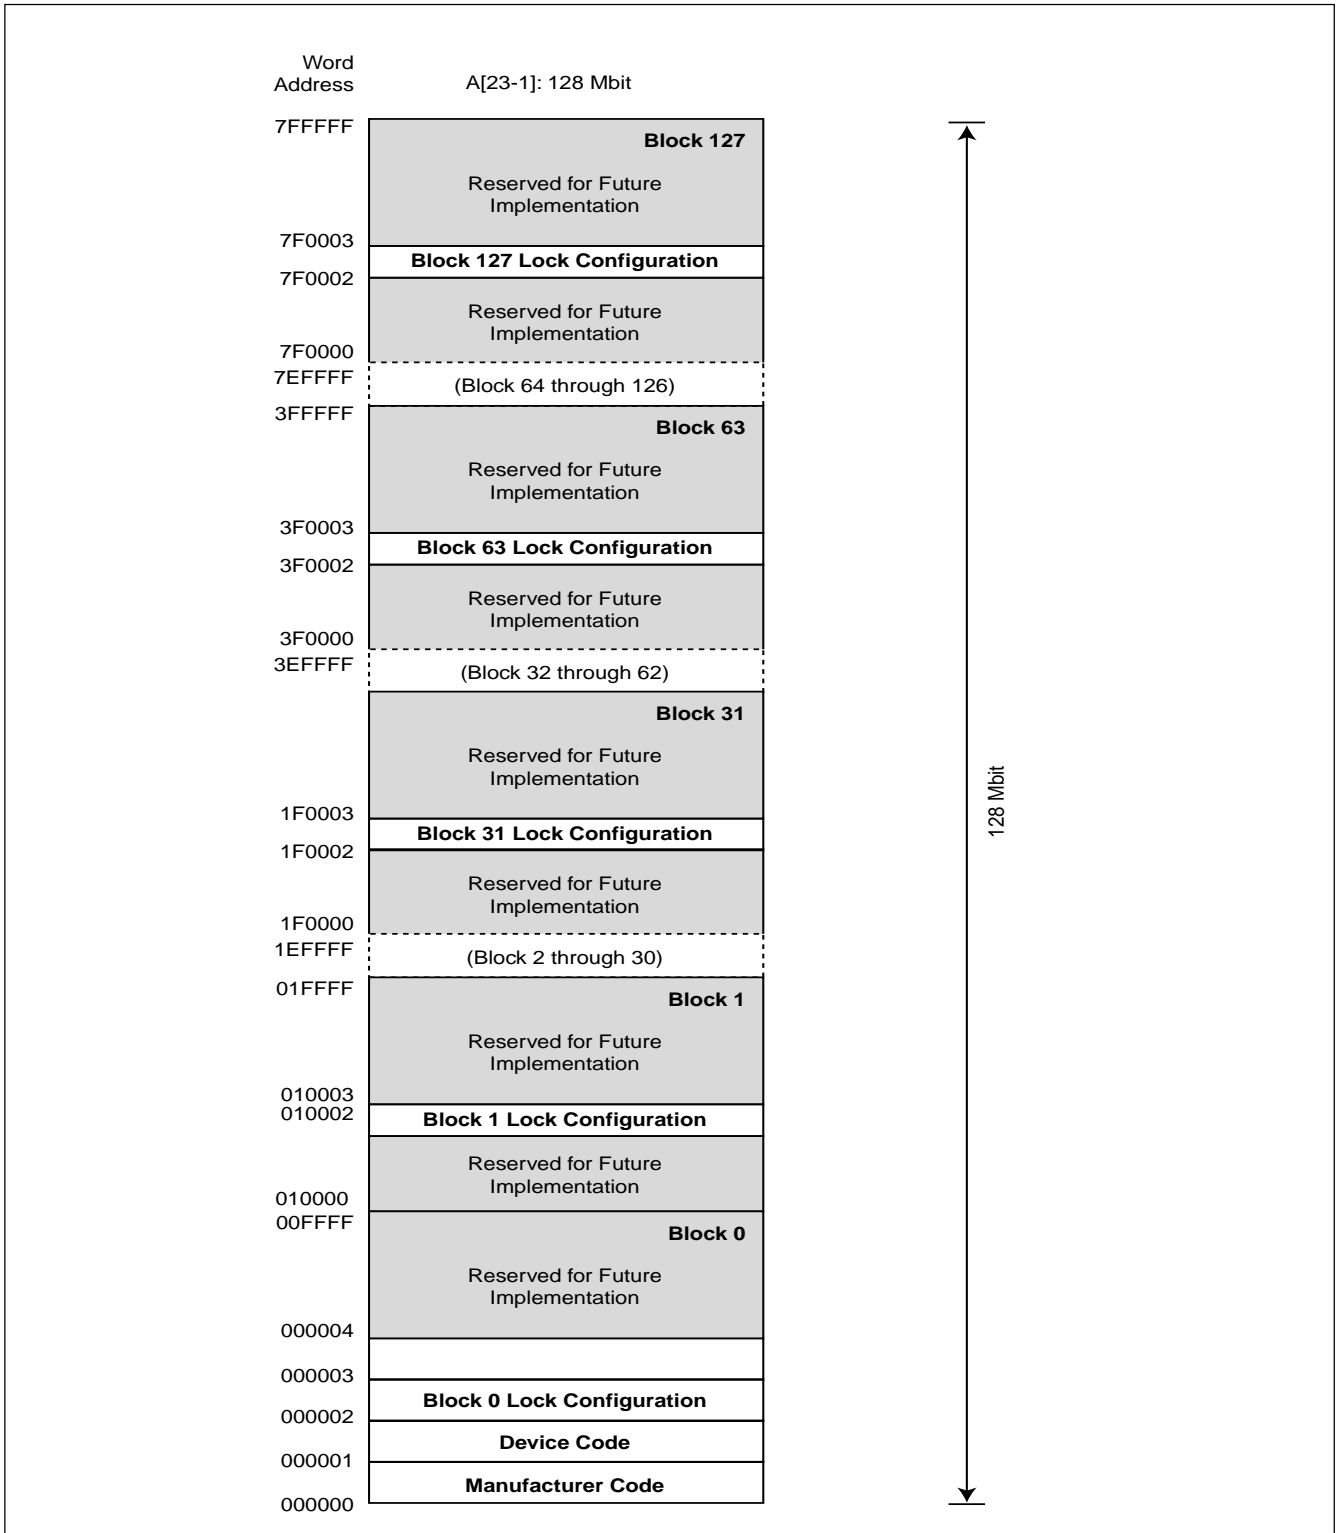 Word
Address
A[23-1]: 128 Mbit
7FFFFF
Block 127
Reserved for Future
Implementation
7F0003
Block 127 Lock Configuration
7F0002
Reserved for Future
Implementation
7F0000
7EFFFF
(Block 64 through 126)
3FFFFF
Block 63
Reserved for Future
Implementation
3F0003
Block 63 Lock Configuration
3F0002
Reserved for Future
Implementation
3F0000
3EFFFF
(Block 32 through 62)
Block 31
Reserved for Future
Implementation
1F0003
Block 31 Lock Configuration
1F0002
Reserved for Future
Implementation
1F0000
1EFFFF
(Block 2 through 30)
01FFFF
Block 1
Reserved for Future
Implementation
010003
010002
Block 1 Lock Configuration
Reserved for Future
Implementation
010000
00FFFF
Block 0
Reserved for Future
Implementation
000004
000003
Block 0 Lock Configuration
000002
Device Code
000001
Manufacturer Code
000000
128 Mbit